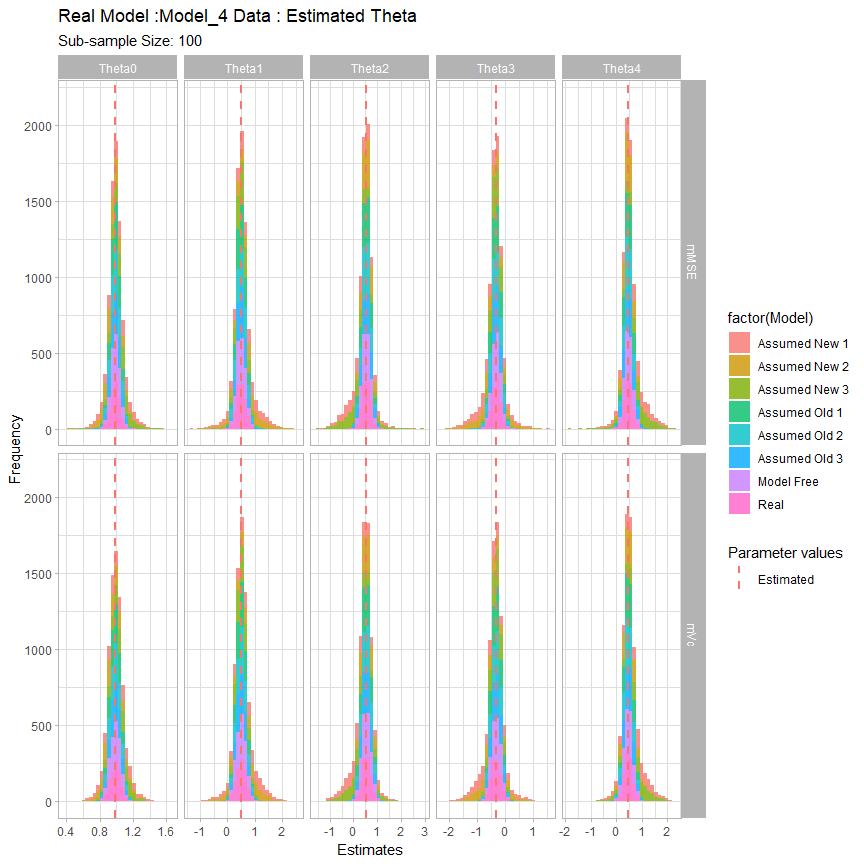 Real Model :Model_4 Data : Estimated Theta
Sub-sample Size: 100
Theta0 Theta1 Theta2 Theta3 Theta4
2000
1500
1000
500
0
mMSE
2000
1500
1000
500
0
mVc
Frequency
0.4 0.8 1.2 1.6 -1 0 1 2 -1 0 1 2 3 -2 -1 0 1 -2 -1 0 1 2
Estimates
factor(Model)
Assumed New 1
Assumed New 2
Assumed New 3
Assumed Old 1
Assumed Old 2
Assumed Old 3
Model Free
Real
Parameter values
Estimated